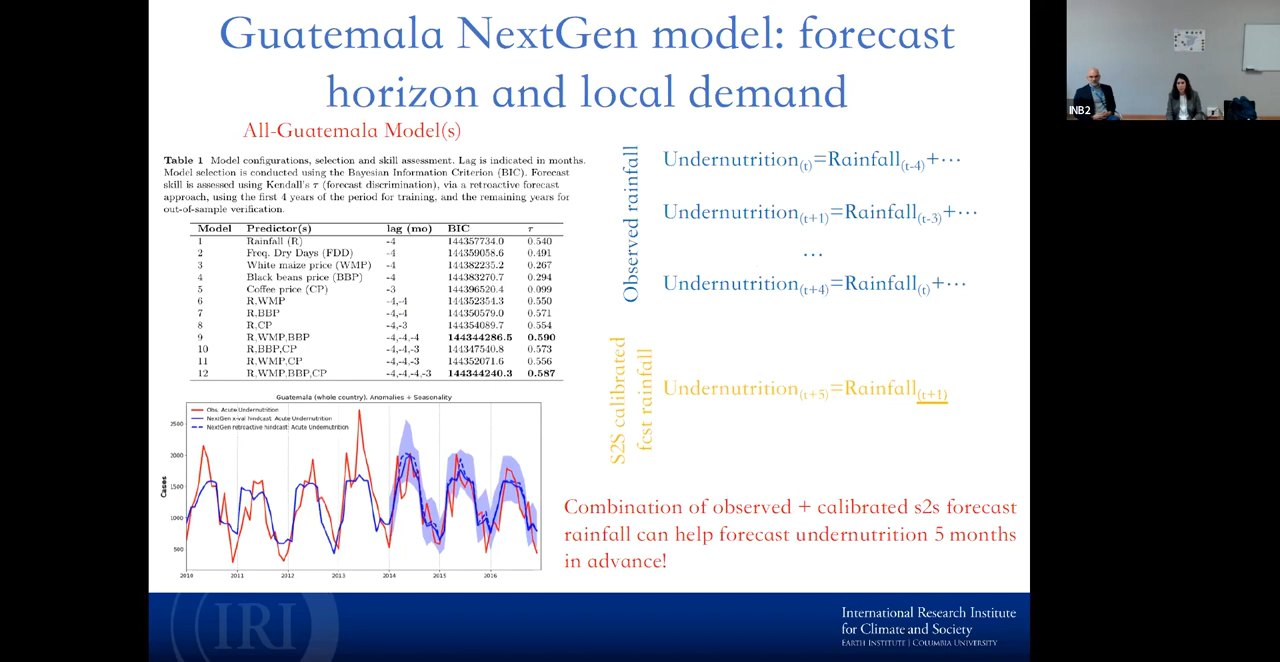 Guatemala NextGen model: forecast
horizon and local demand
All-Guatemala Model(s)
Table 1 Model configurations, selection and skill assessment. Lag is indicated in months.
Model selection is conducted using the Bayesian Information Criterion (BIC). Forecast
skill is assessed using Kendall's τ (forecast discrimination), via a retroactive forecast
approach, using the first 4 years of the period for training, and the remaining years for
out-of-sample verification.
Model Predictor(s) lag (mo) BIC τ
1 Rainfall (R) -4 144357734.0 0.540
2 Freq. Dry Days (FDD) -4 144359058.6 0.491
3 White maize price (WMP) -4 144382235.2 0.267
4 Black beans price (BBP) -4 144383270.7 0.294
5 Coffee price (CP) -3 144396520.4 0.099
6 R,WMP -4,-4 144352354.3 0.550
7 R,BBP -4,-4 144350579.0 0.571
8 R,CP -4,-3 144354089.7 0.554
9 R,WMP,BBP -4,-4,-4 144344286.5 0.590
10 R,BBP,CP -4,-4,-3 144347540.8 0.573
11 R,WMP,CP -4,-4,-3 144352071.6 0.556
12 R,WMP,BBP,CP -4,-4,-4,-3 144344240.3 0.587
Guatemala (whole country), Anomalies + Seasonality
Obs. Acute Undernutrition
NextGen x-val hindcast: Acute Undernutrition
NextGen retroactive hindcast: Acute Undernutrition
Cases
2500
2000
1500
1000
500
2010 2011 2012 2013 2014 2015 2016
Observed rainfall
Undernutrition(t)=Rainfall(t-4)+⋯
Undernutrition(t+1)=Rainfall(t-3)+⋯
⋯
Undernutrition(t+4)=Rainfall(t)+⋯
S2S calibrated
fcst rainfall
Undernutrition(t+5)=Rainfall(t+1)
Combination of observed + calibrated s2s forecast
rainfall can help forecast undernutrition 5 months
in advance!
IRI
International Research Institute
for Climate and Society
EARTH INSTITUTE | COLUMBIA UNIVERSITY
INB2